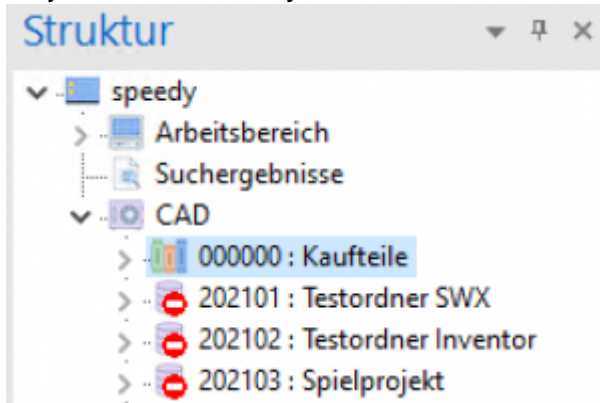 Struktur
speedy
Arbeitsbereich
Suchergebnisse
CAD
000000 : Kaufteile
202101 : Testordner SWX
202102 : Testordner Inventor
202103 : Spielprojekt